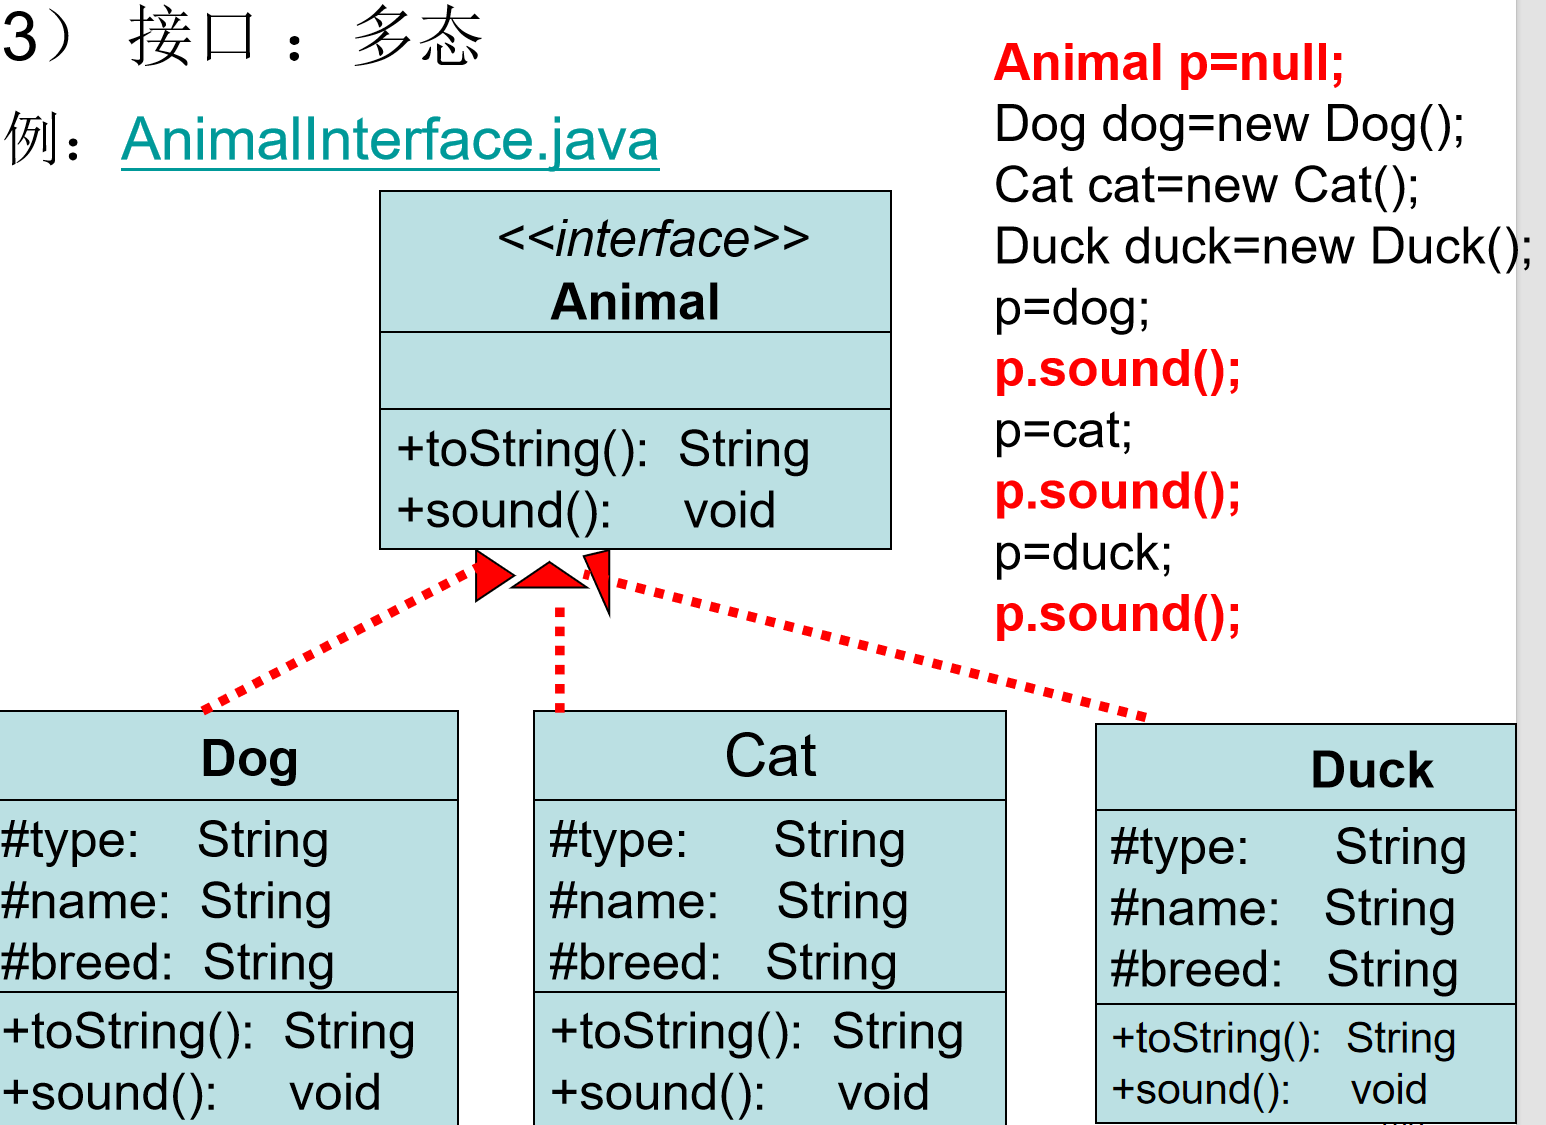 3） 接口 ：多态
例：AnimalInterface.java
<<interface>>
Animal
+toString(): String
+sound(): void
Animal p=null;
Dog dog=new Dog();
Cat cat=new Cat();
Duck duck=new Duck();
p=dog;
p.sound();
p=cat;
p.sound();
p=duck;
p.sound();
Dog
#type: String
#name: String
#breed: String
+toString(): String
+sound(): void
Cat
#type: String
#name: String
#breed: String
+toString(): String
+sound(): void
Duck
#type: String
#name: String
#breed: String
+toString(): String
+sound(): void